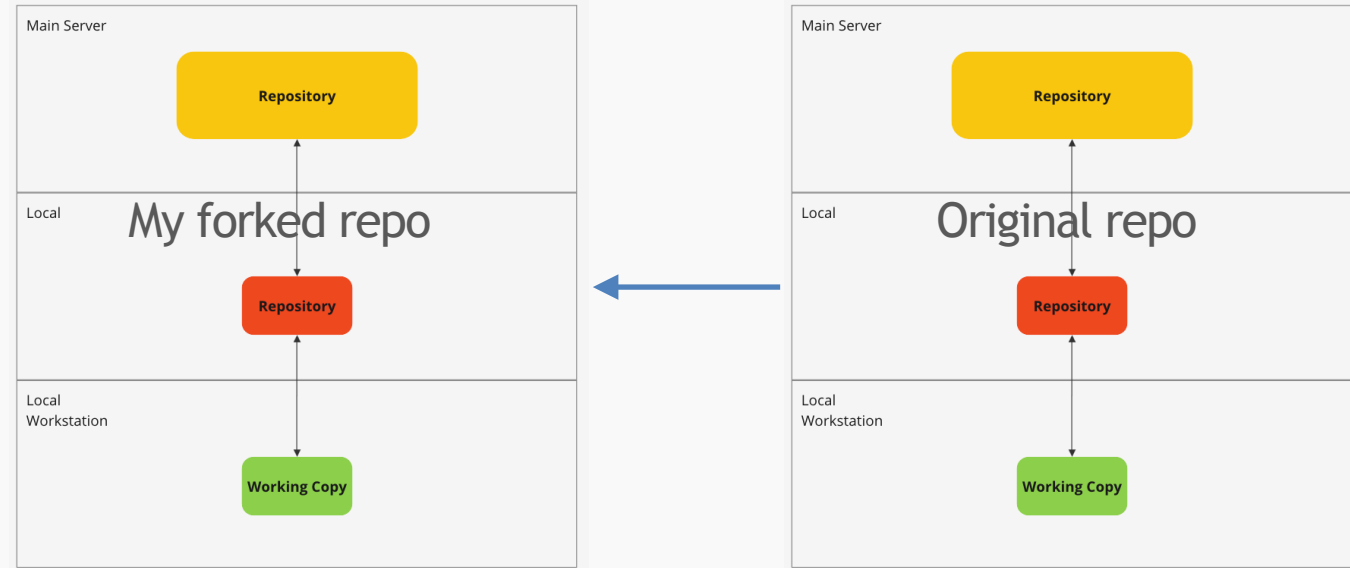 Main Server
Repository
Local
My forked repo
Repository
Local
Workstation
Working Copy
Main Server
Repository
Local
Original repo
Repository
Local
Workstation
Working Copy